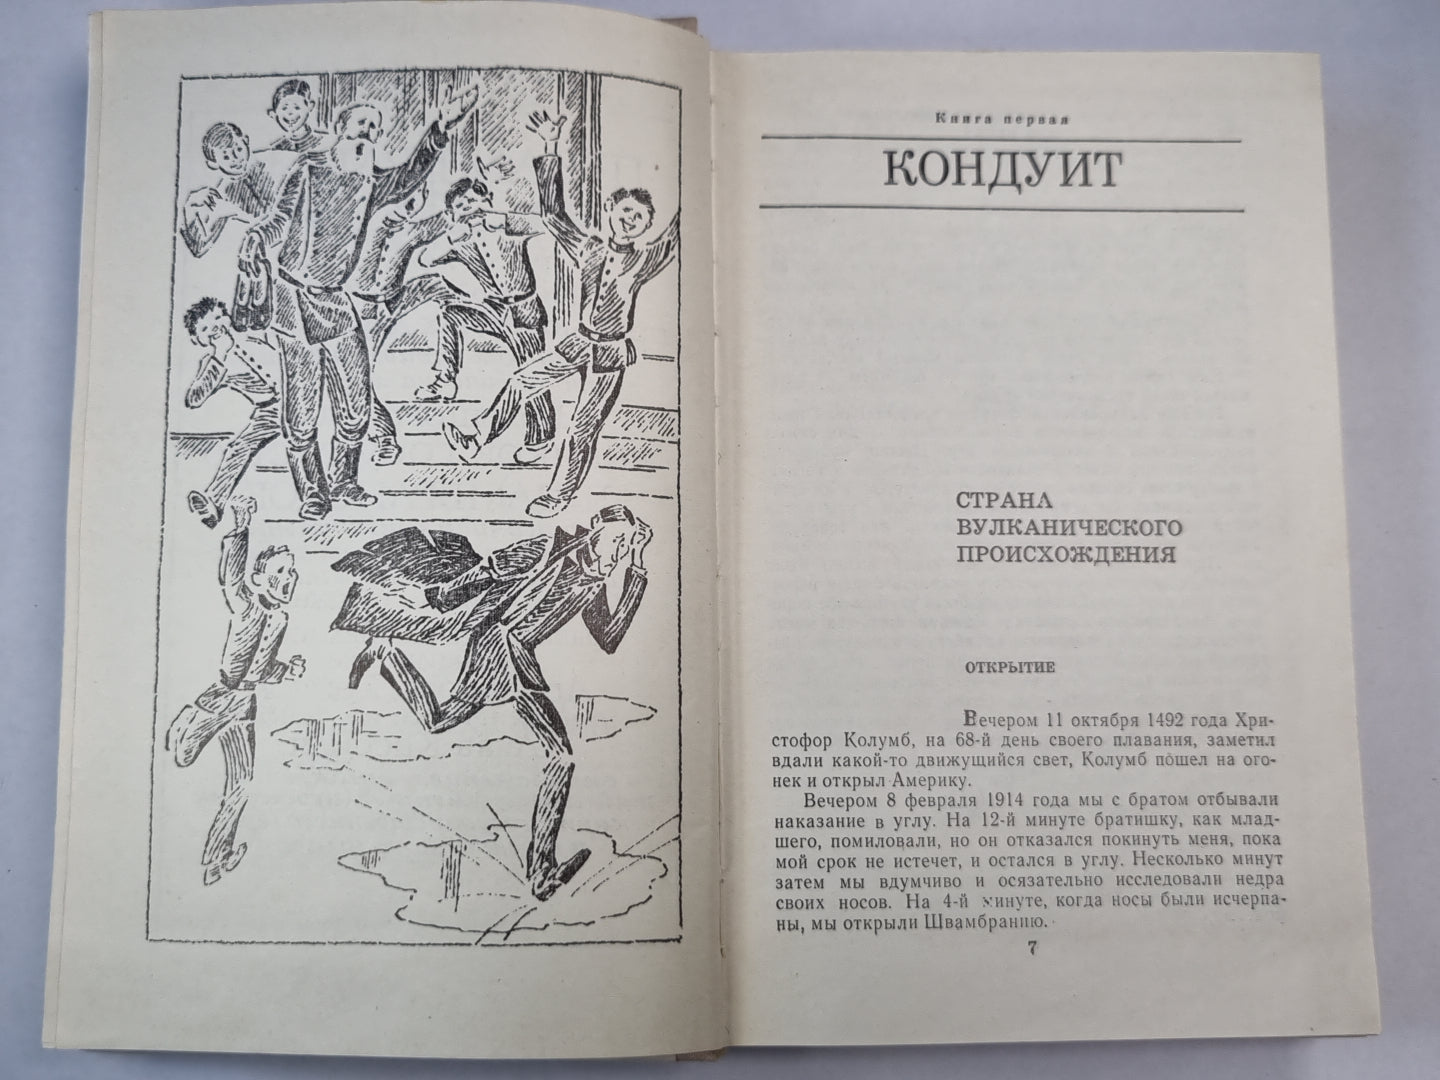 Книга первая
КОНДУИТ
СТРАНА
ВУЛКАНИЧЕСКОГО
ПРОИСХОЖДЕНИЯ
ОТКРЫТИЕ
Вечером 11 октября 1492 года Хри-
стофор Колумб, на 68-й день своего плавания, заметил
вдали какой-то движущийся свет, Колумб пошел на ого-
нек и открыл Америку.
Вечером 8 февраля 1914 года мы с братом отбывали
наказание в углу. На 12-й минуте братишку, как млад-
шего, помиловали, но он отказался покинуть меня, пока
мой срок не истечет, и остался в углу. Несколько минут
затем мы вдумчиво и осязательно исследовали недра
своих носов. На 4-й минуте, когда носы были исчерпа-
ны, мы открыли Швамбранию.
7